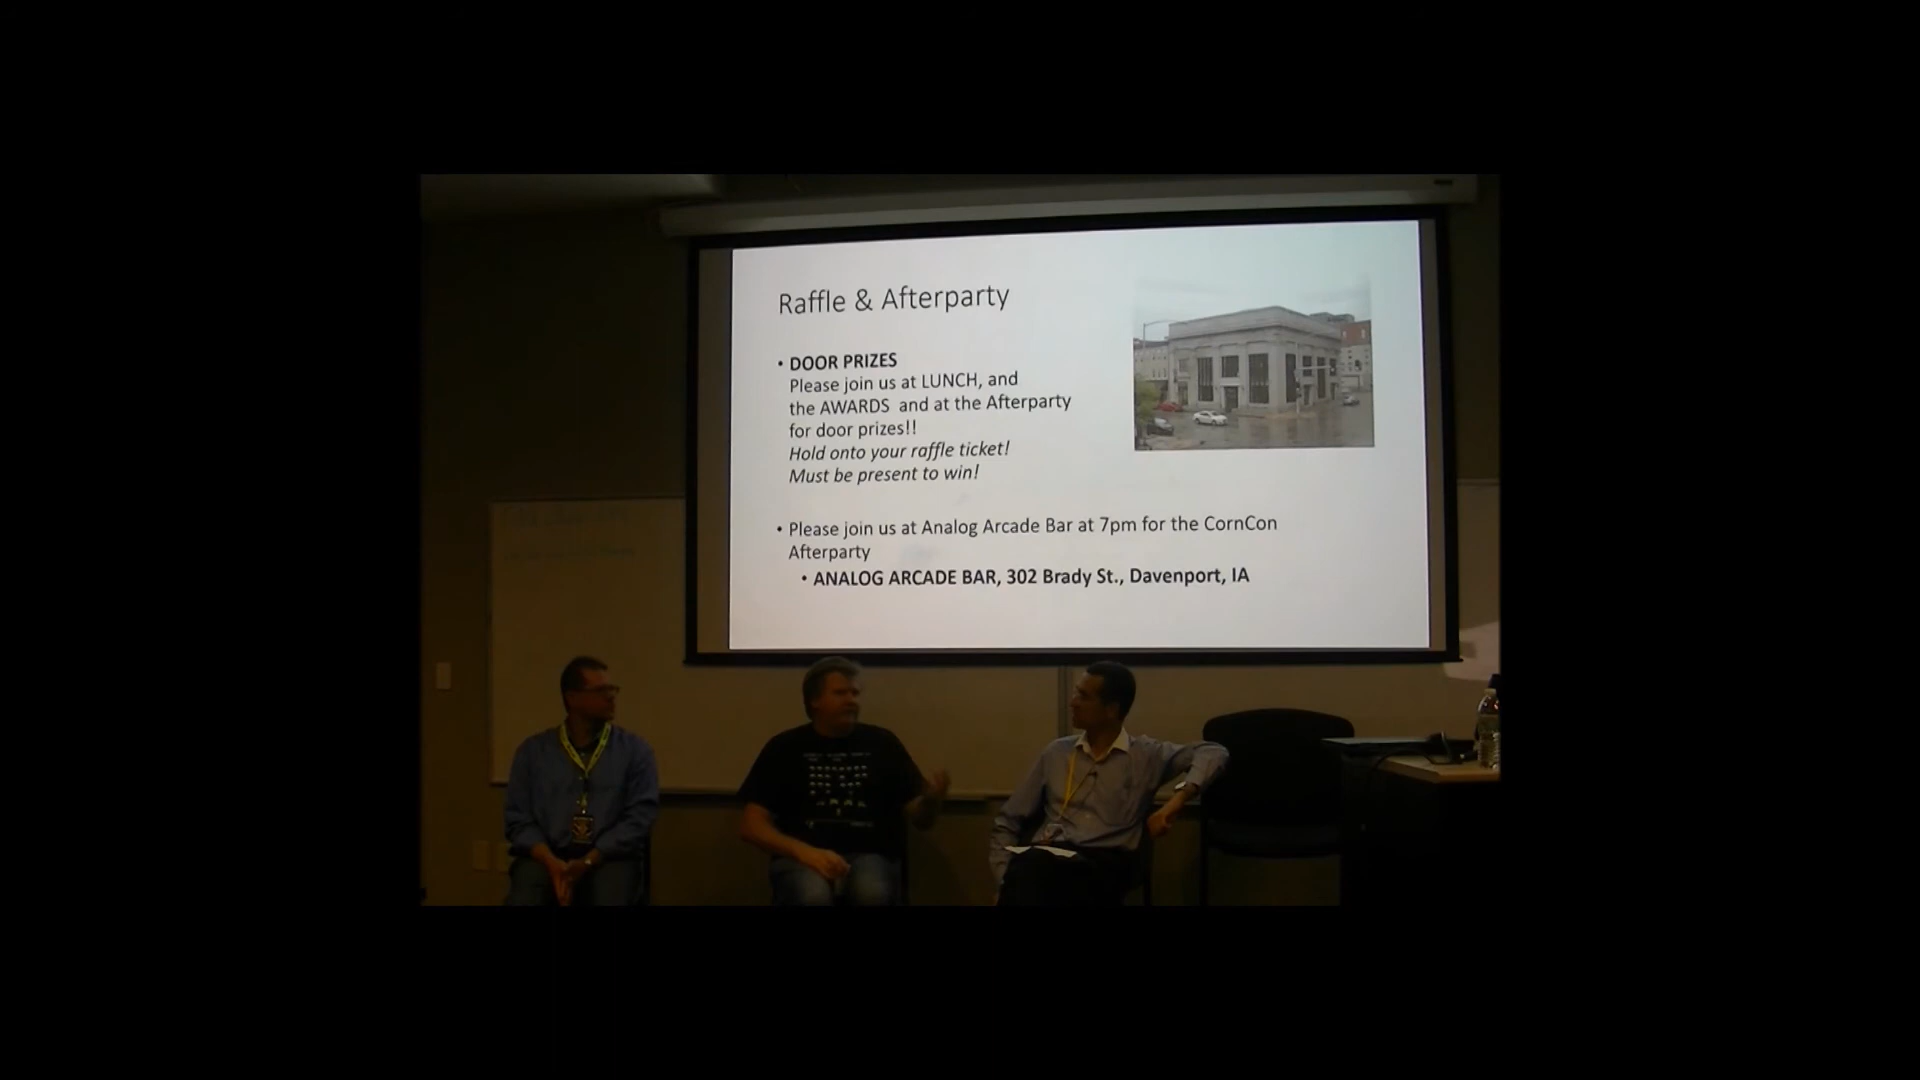 Raffle & Afterparty
• DOOR PRIZES
Please join us at LUNCH, and
the AWARDS and at the Afterparty
for door prizes!!
Hold onto your raffle ticket!
Must be present to win!
• Please join us at Analog Arcade Bar at 7pm for the CornCon
Afterparty
• ANALOG ARCADE BAR, 302 Brady St., Davenport, IA